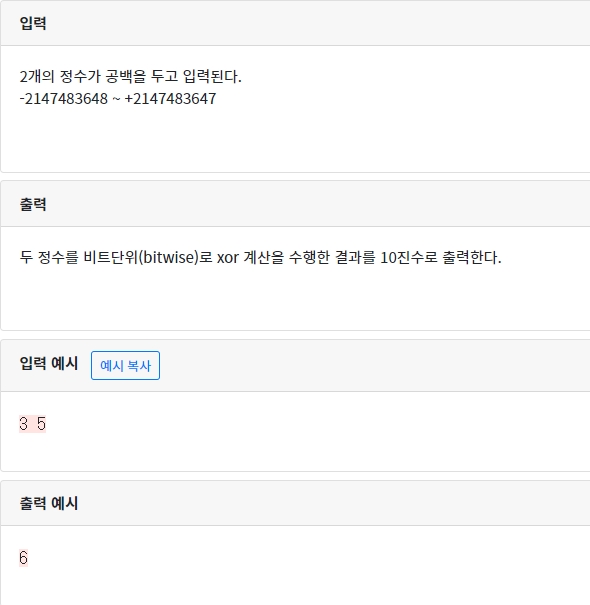 입력
2개의 정수가 공백을 두고 입력된다.
-2147483648 ~ +2147483647
출력
두 정수를 비트단위(bitwise)로 xor 계산을 수행한 결과를 10진수로 출력한다.
입력 예시 예시 복사
3 5
출력 예시
6